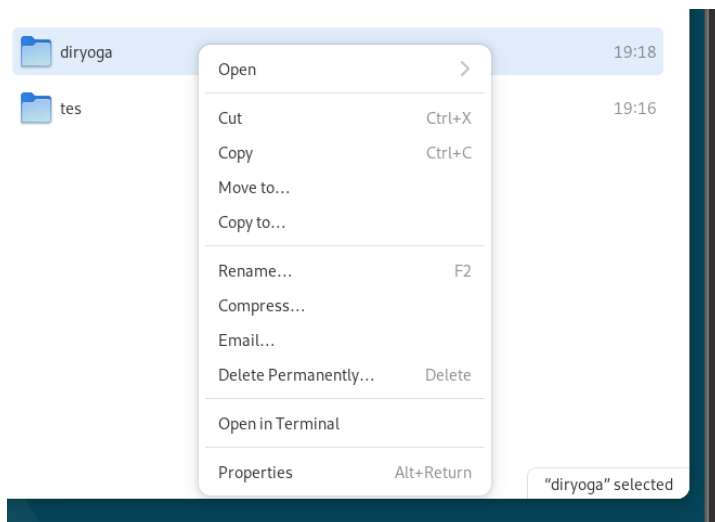 diryoga 19:18
tes 19:16
Open
Cut Ctrl+X
Copy Ctrl+C
Move to…
Copy to…
Rename… F2
Compress…
Email…
Delete Permanently… Delete
Open in Terminal
Properties Alt+Return
“diryoga” selected